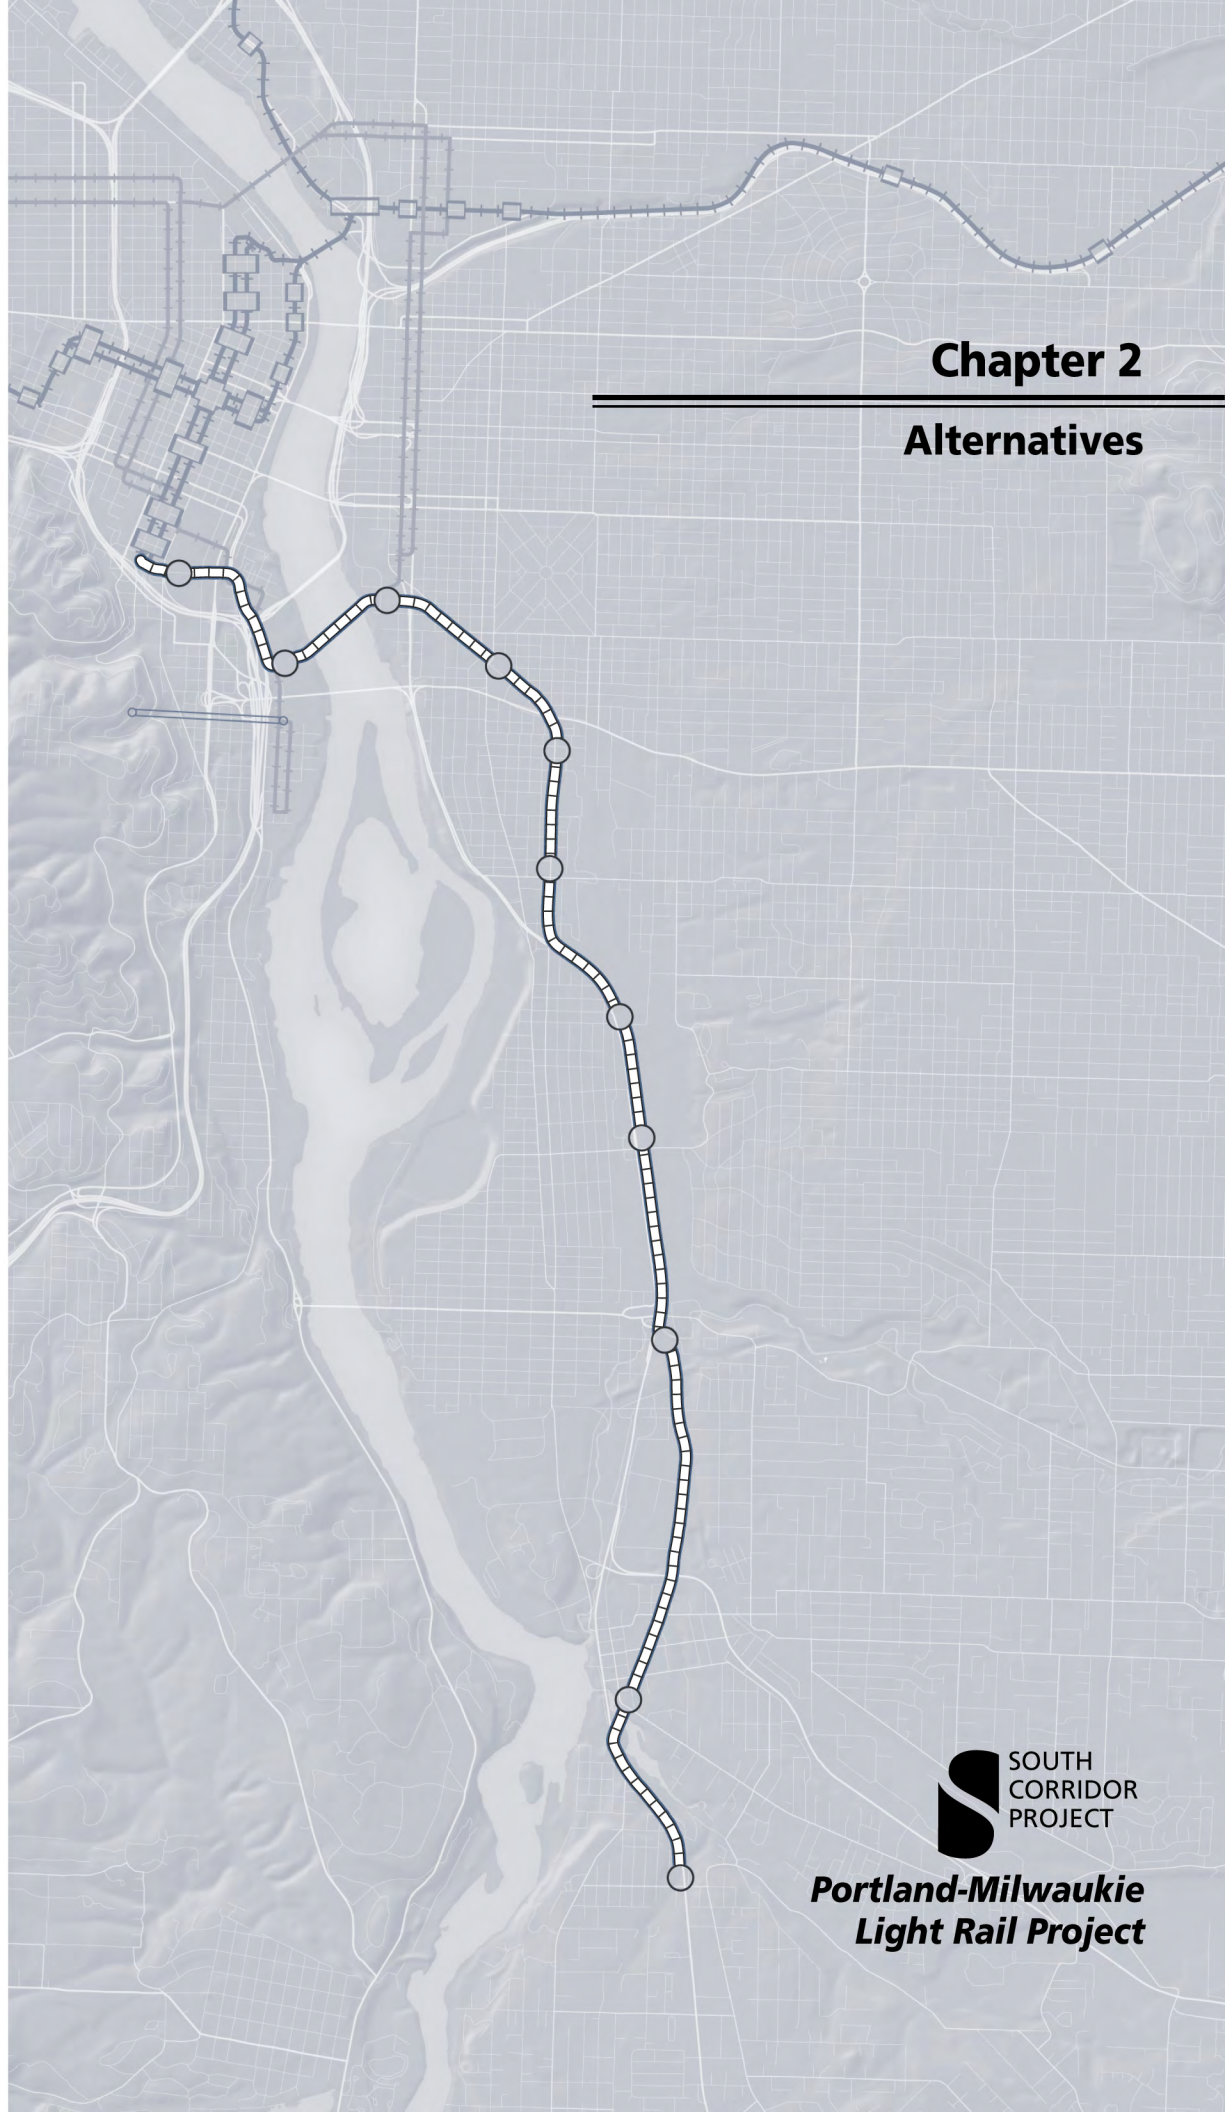 Chapter 2
Alternatives
SOUTH
CORRIDOR
PROJECT
Portland-Milwaukie
Light Rail Project